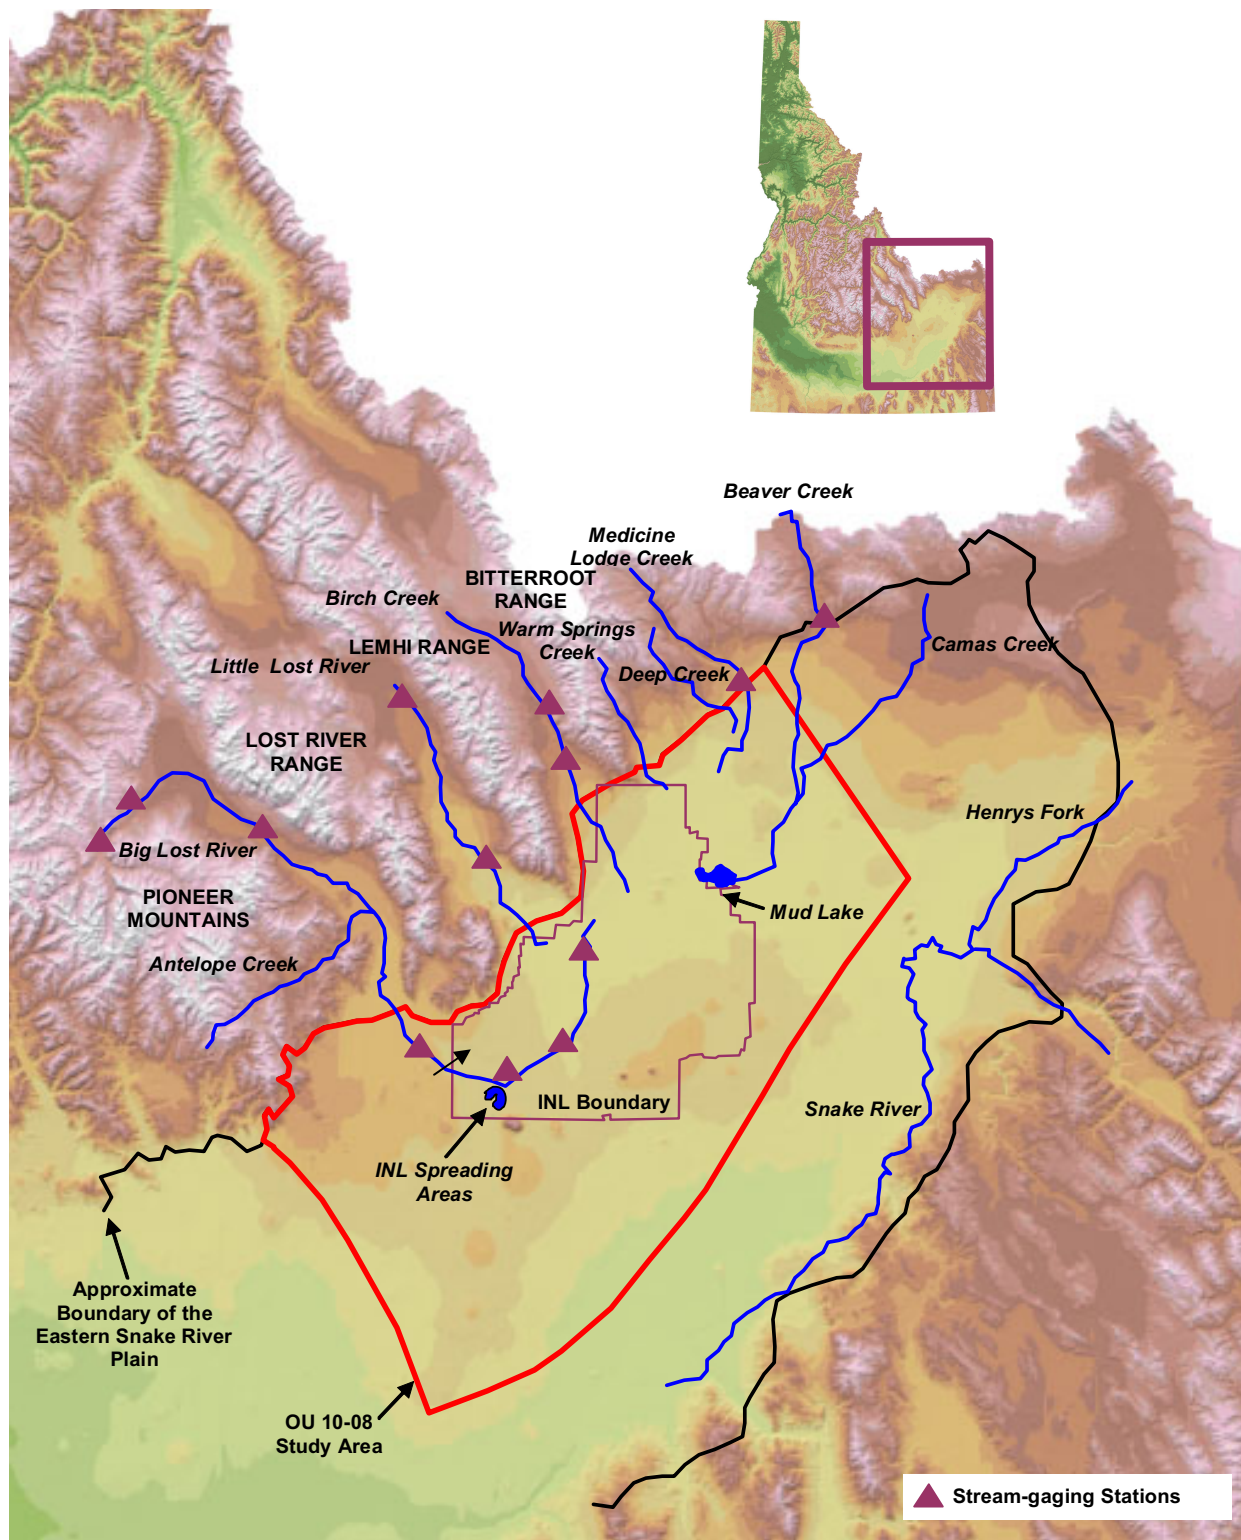 Beaver Creek
Medicine
Lodge Creek
BITTERROOT
RANGE
Birch Creek
Warm Springs
Creek
LEMHI RANGE
Camas Creek
Little Lost River
Deep Creek
LOST RIVER
RANGE
Henrys Fork
Big Lost River
PIONEER
MOUNTAINS
Mud Lake
Antelope Creek
INL Boundary
Snake River
INL Spreading
Areas
Approximate
Boundary of the
Eastern Snake River
Plain
OU 10-08
Study Area
Stream-gaging Stations